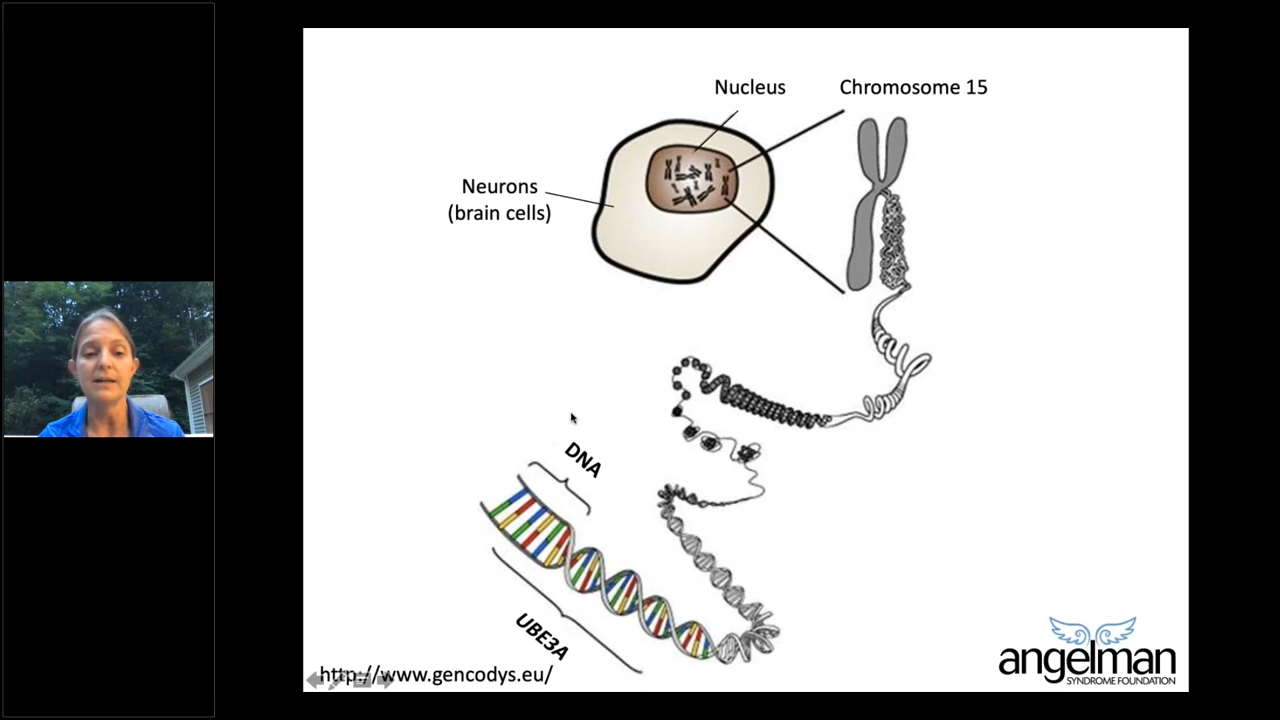 Nucleus
Chromosome 15
Neurons
(brain cells)
DNA
UBE3A
http://www.gencodys.eu/
angelman
SYNDROME FOUNDATION